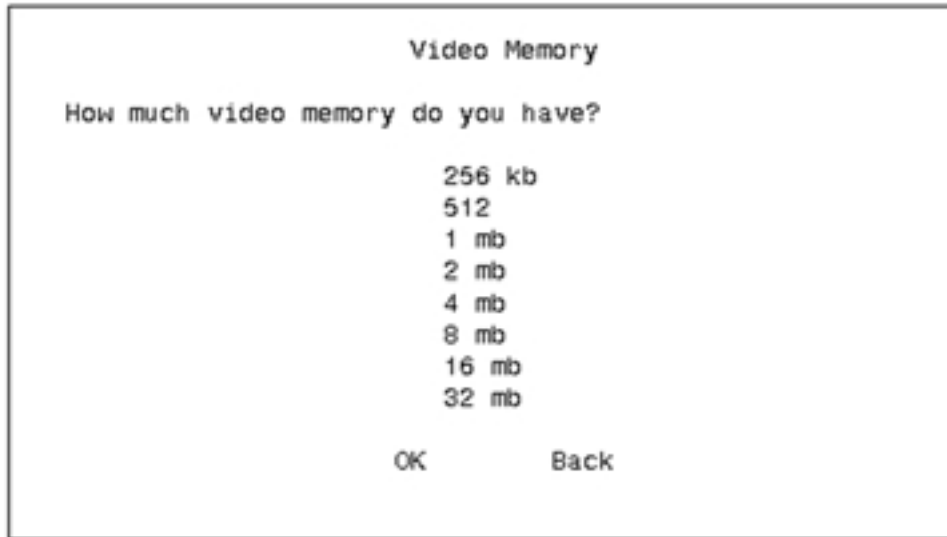 Video Memory
How much video memory do you have?
256 kb
512
1 mb
2 mb
4 mb
8 mb
16 mb
32 mb
OK Back